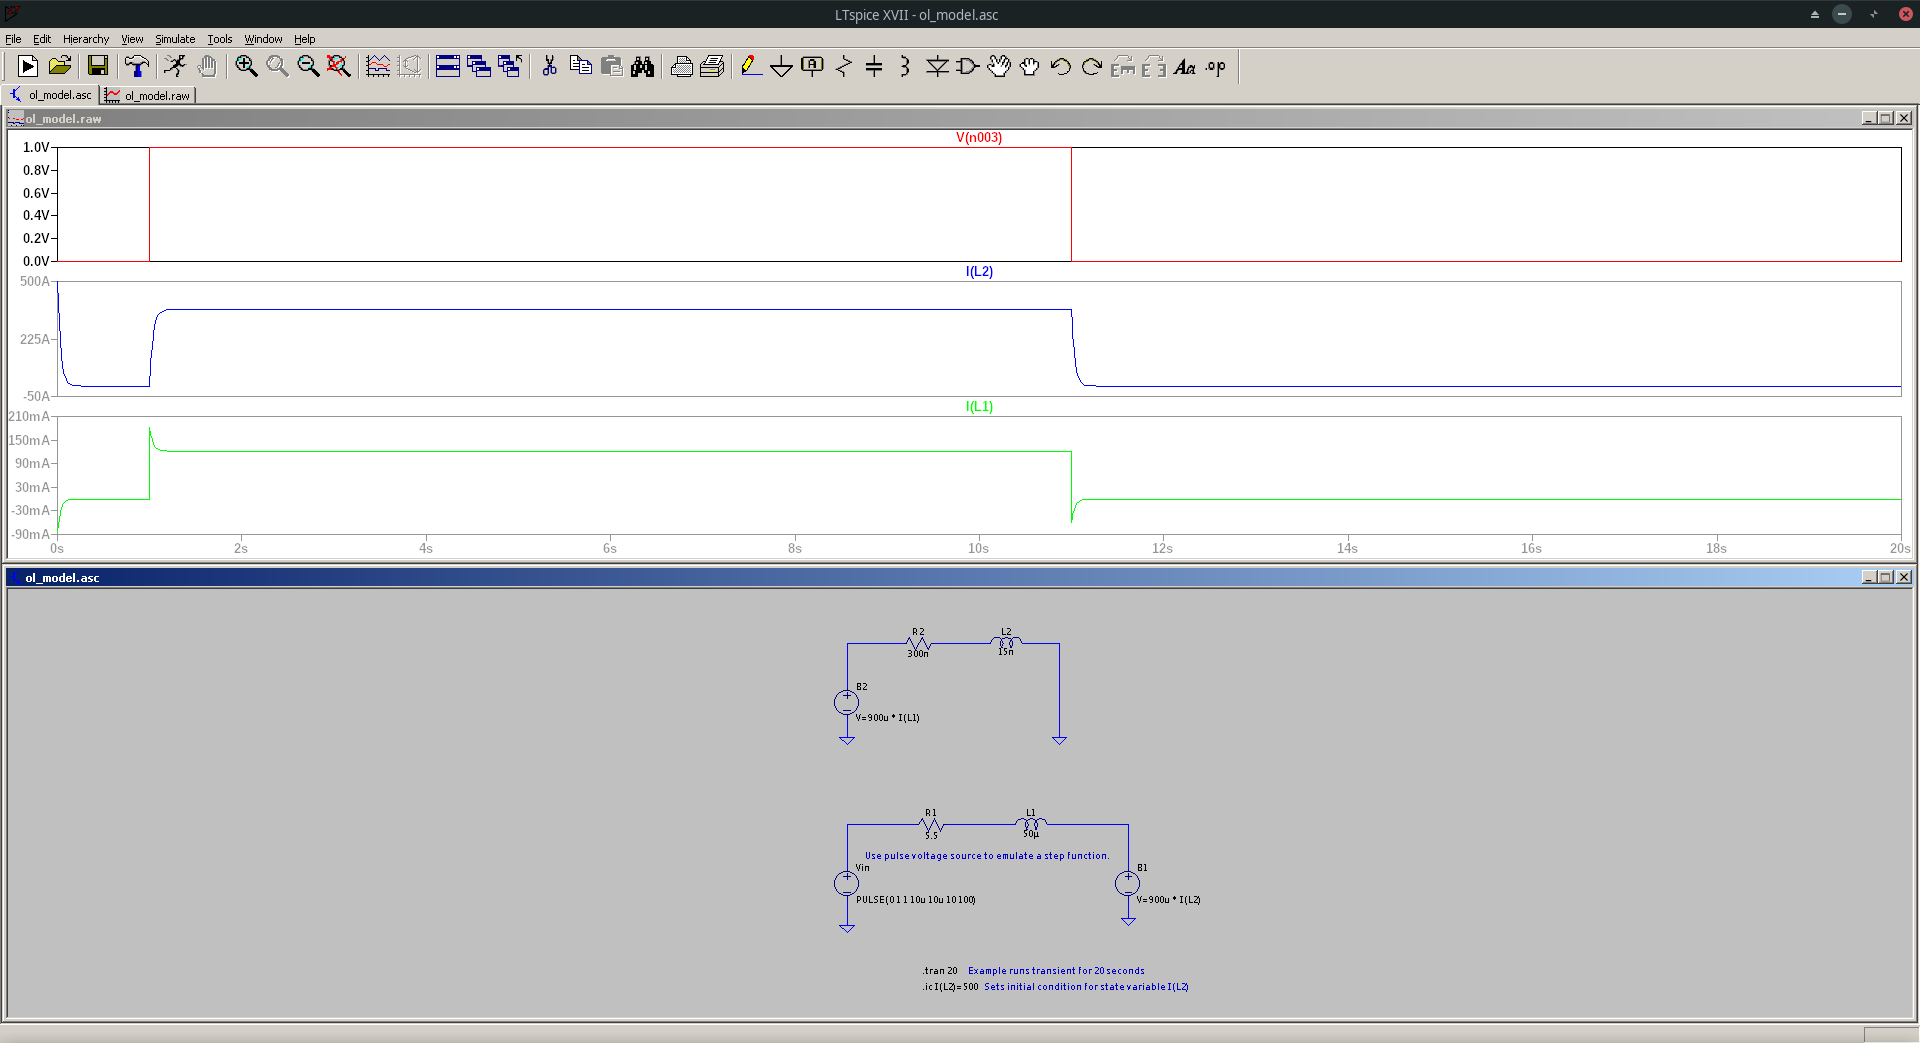 LTspice XVII - ol_model.asc
File Edit Hierarchy View Simulate Tools Window Help
.op
ol_model.asc ol_model.raw
ol_model.raw
V(n003)
1.0V
0.8V
0.6V
0.4V
0.2V
0.0V
I(L2)
500A
225A
-50A
I(L1)
210mA
150mA
90mA
30mA
-30mA
-90mA
0s 2s 4s 6s 8s 10s 12s 14s 16s 18s 20s
ol_model.asc
R2 L2
300n 15n
B2
V=900u * I(L1)
R1 L1
5.5 50µ
Use pulse voltage source to emulate a step function.
Vin B1
PULSE(0 1 1 10u 10u 10 100) V=900u * I(L2)
.tran 20 Example runs transient for 20 seconds
.ic I(L2)=500 Sets initial condition for state variable I(L2)